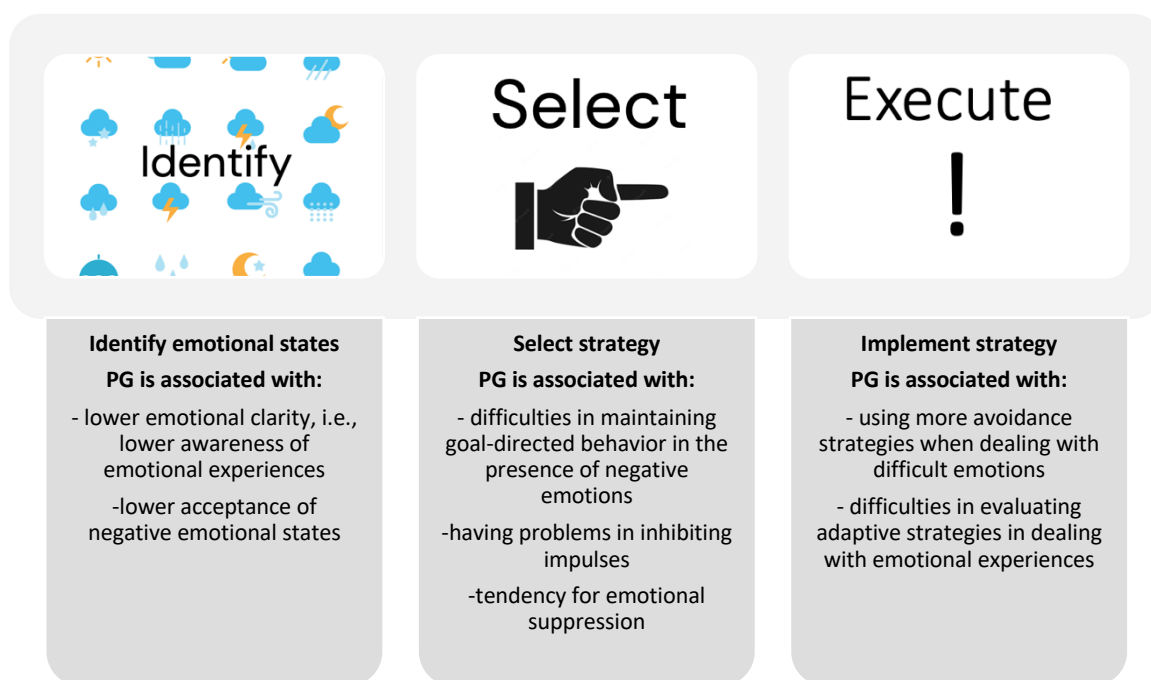 Identify
Select
Execute
!
Identify emotional states
PG is associated with:
- lower emotional clarity, i.e.,
lower awareness of
emotional experiences
-lower acceptance of
negative emotional states
Select strategy
PG is associated with:
- difficulties in maintaining
goal-directed behavior in the
presence of negative
emotions
-having problems in inhibiting
impulses
-tendency for emotional
suppression
Implement strategy
PG is associated with:
- using more avoidance
strategies when dealing with
difficult emotions
- difficulties in evaluating
adaptive strategies in dealing
with emotional experiences